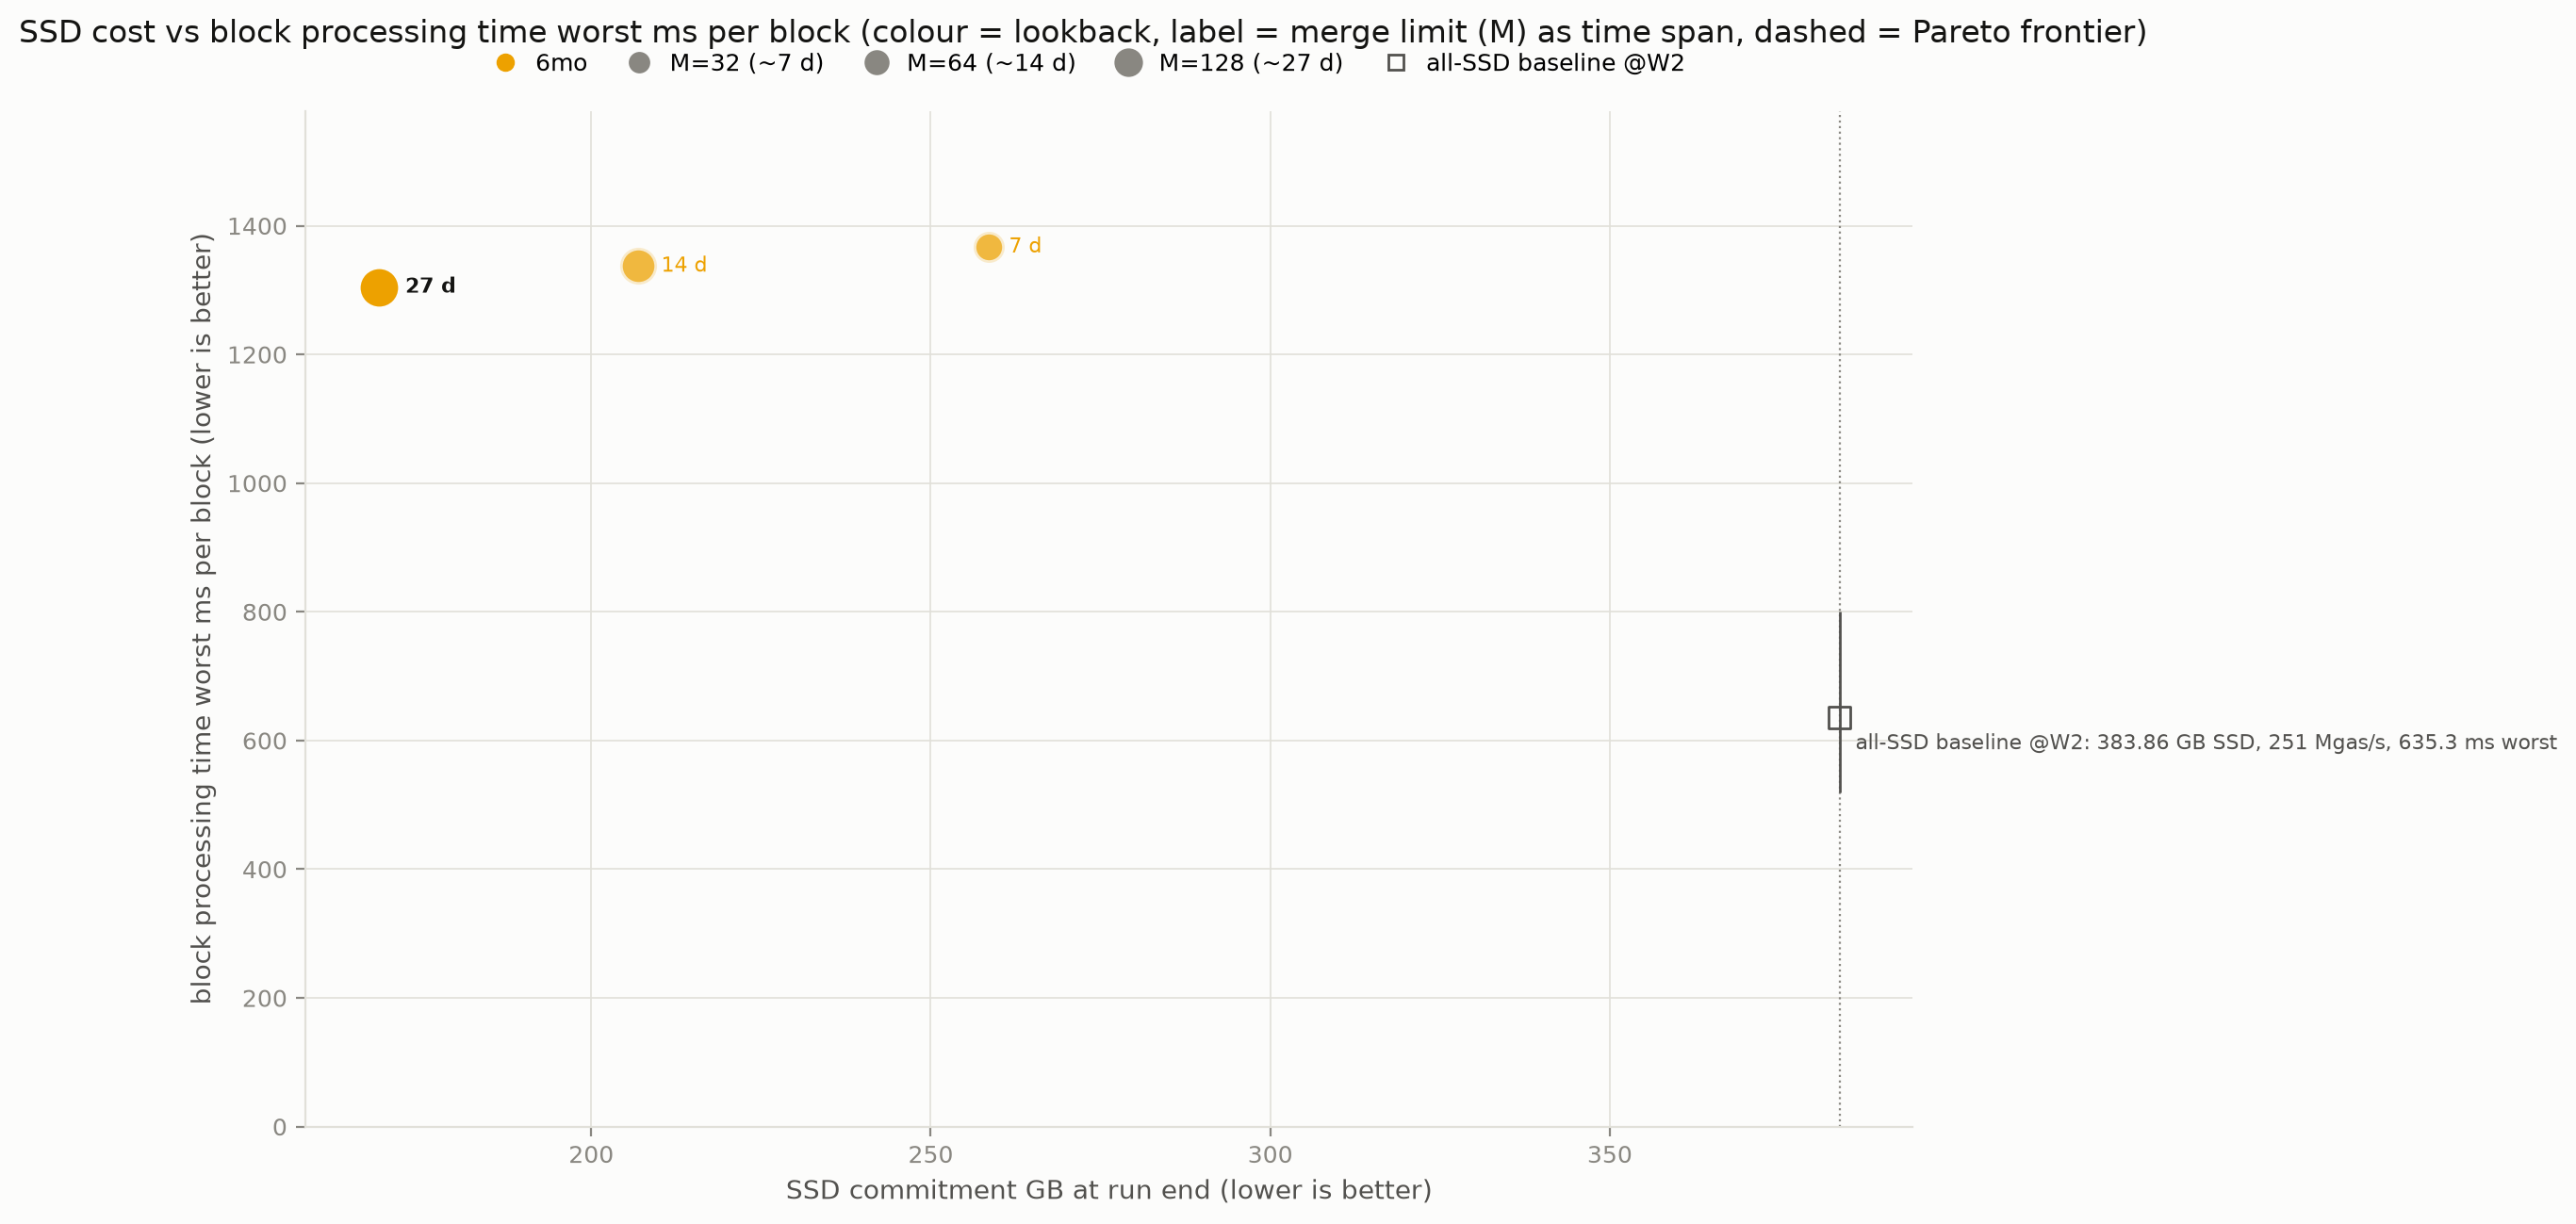 SSD cost vs block processing time worst ms per block (colour = lookback, label = merge limit (M) as time span, dashed = Pareto frontier)
6mo M=32 (~7 d) M=64 (~14 d) M=128 (~27 d) all-SSD baseline @W2
block processing time worst ms per block (lower is better)
1400
1200
1000
800
600
400
200
0
27 d
14 d
7 d
all-SSD baseline @W2: 383.86 GB SSD, 251 Mgas/s, 635.3 ms worst
200 250 300 350
SSD commitment GB at run end (lower is better)